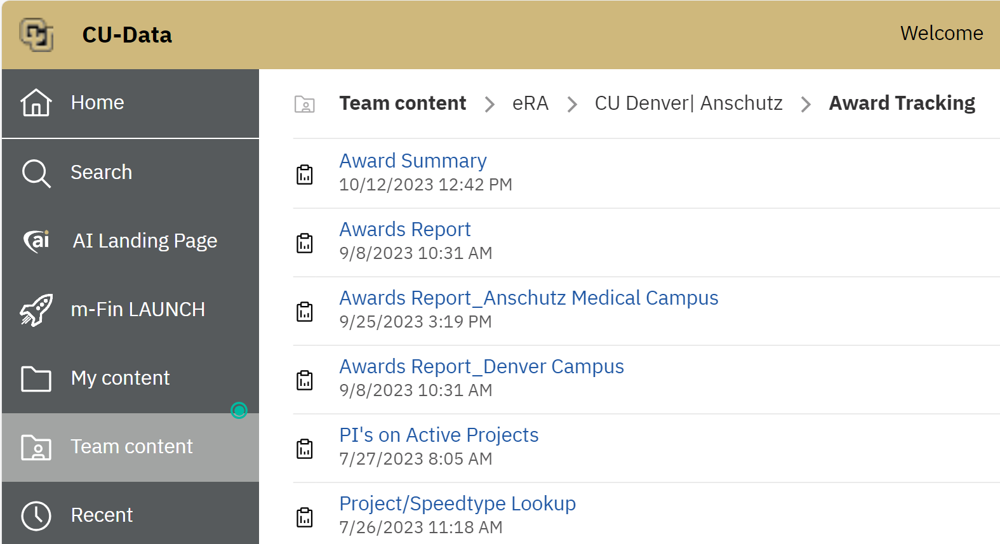 CU-Data
Welcome
Home
Search
ai AI Landing Page
m-Fin LAUNCH
My content
Team content
Recent
Team content > eRA > CU Denver| Anschutz > Award Tracking
Award Summary
10/12/2023 12:42 PM
Awards Report
9/8/2023 10:31 AM
Awards Report_Anschutz Medical Campus
9/25/2023 3:19 PM
Awards Report_Denver Campus
9/8/2023 10:31 AM
PI's on Active Projects
7/27/2023 8:05 AM
Project/Speedtype Lookup
7/26/2023 11:18 AM